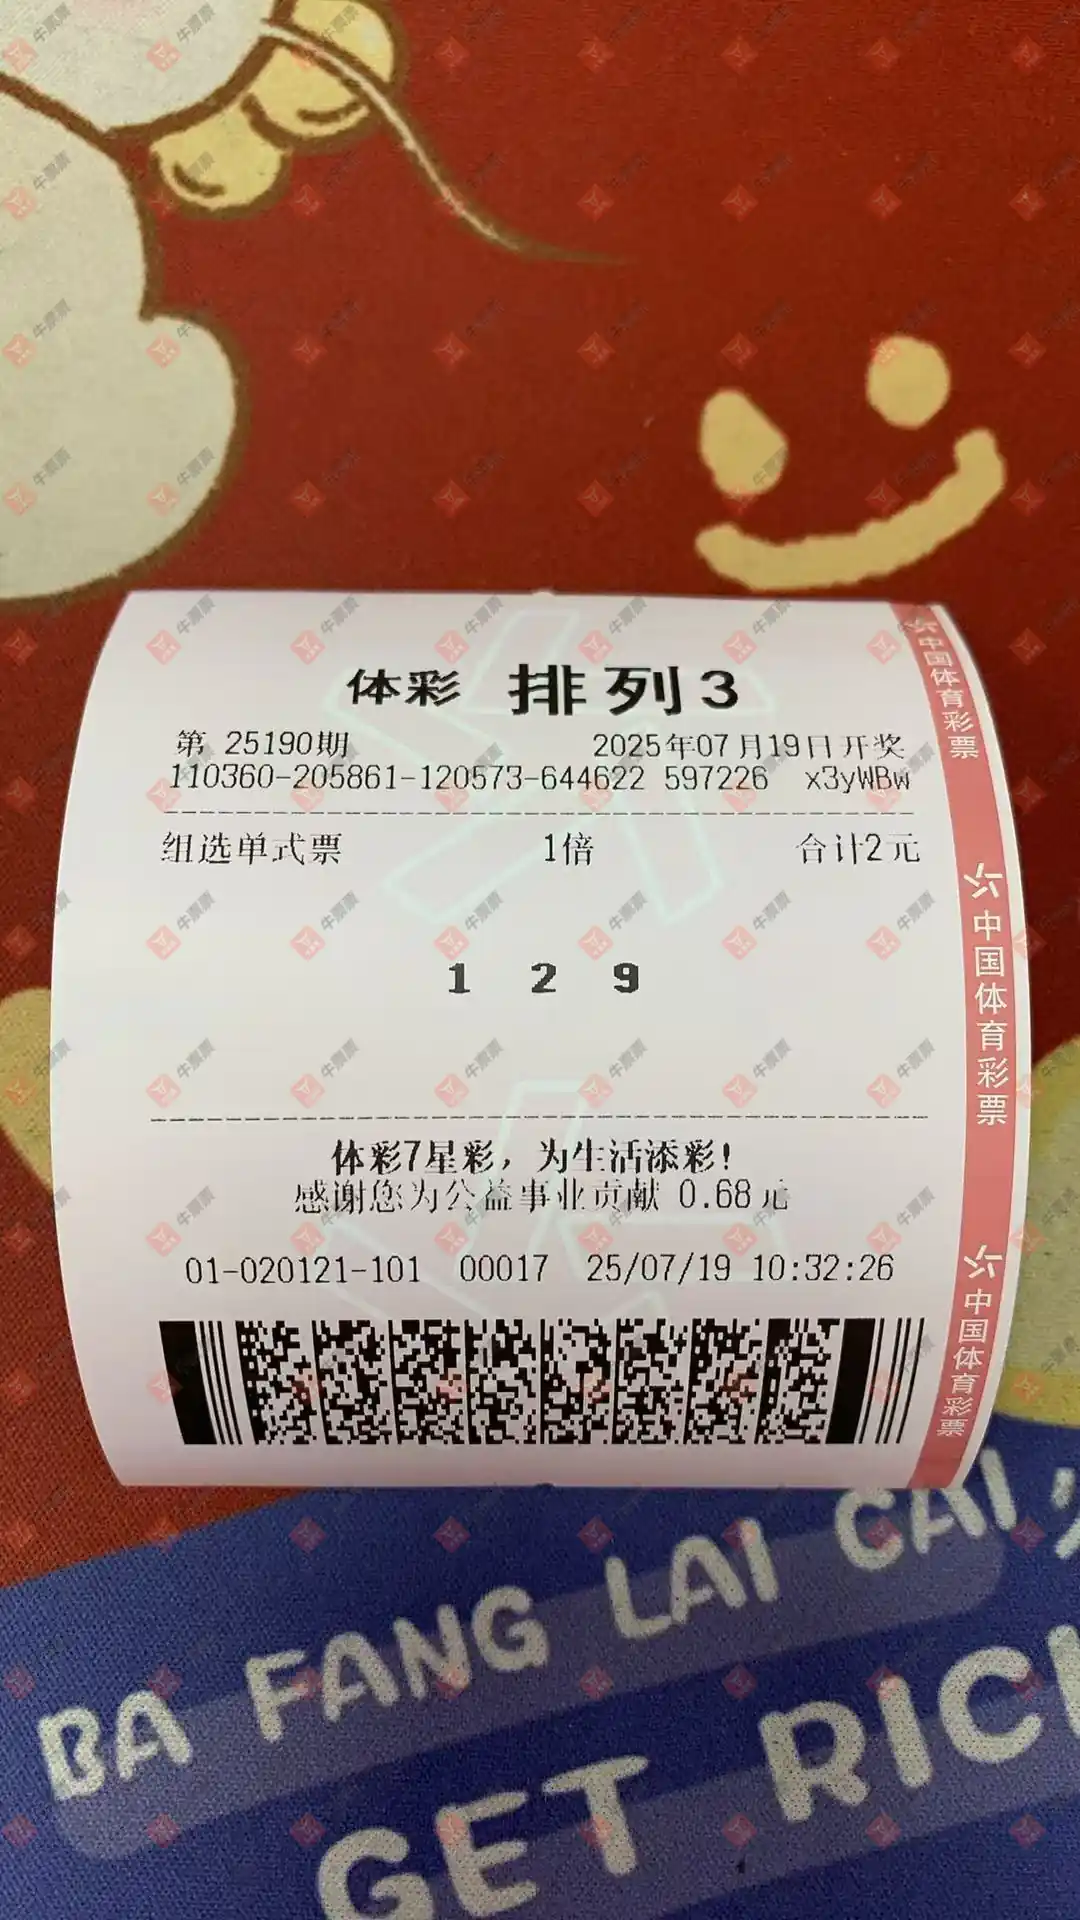 体彩 排列3
第 25190期 2025年07月19日开奖
110360-205861-120573-644622 597226 x3yWBw
组选单式票 1倍 合计2元
1 2 9
体彩7星彩，为生活添彩！
感谢您为公益事业贡献 0.68元
01-020121-101 00017 25/07/19 10:32:26
中国体育彩票
中国体育彩票
中国体育彩票
BA FANG LAI CAI,
GET RICH
牛票票